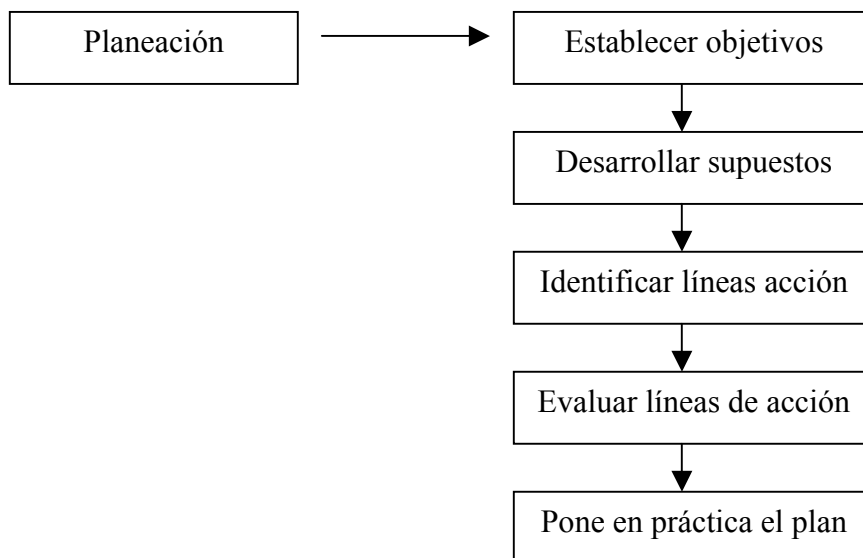 Planeación
Establecer objetivos
Desarrollar supuestos
Identificar líneas acción
Evaluar líneas de acción
Pone en práctica el plan